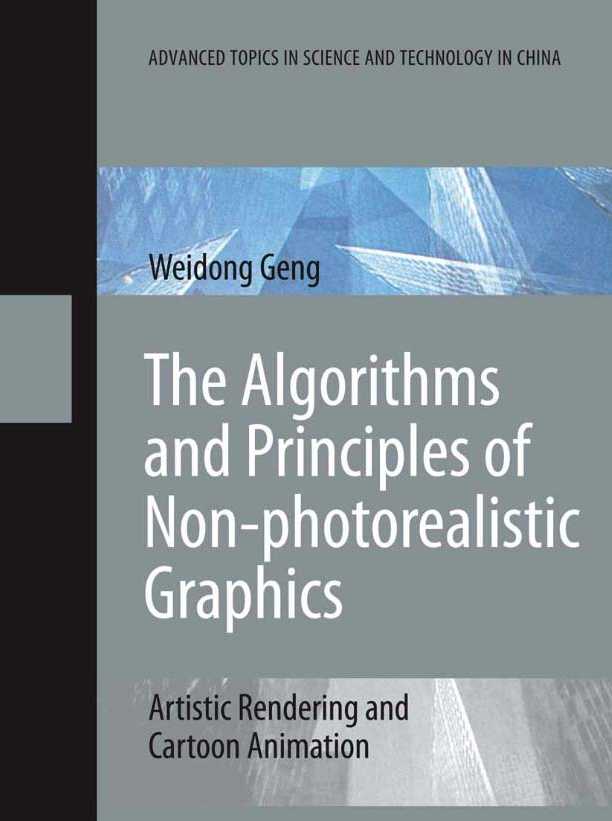 ADVANCED TOPICS IN SCIENCE AND TECHNOLOGY IN CHINA
Weidong Geng
The Algorithms
and Principles of
Non-photorealistic
Graphics
Artistic Rendering and
Cartoon Animation